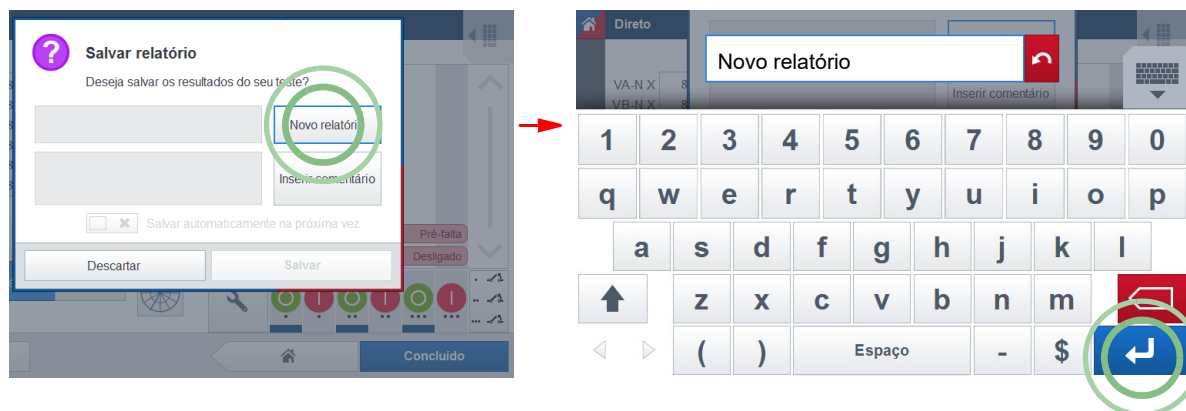 Salvar relatório
Deseja salvar os resultados do seu teste?
Novo relatório
Inserir comentário
Salvar automaticamente na próxima vez
Descartar
Salvar
Pré-falta
Desligado
Concluído
Direto
Novo relatório
VA-N X 8
VB-N X 8
Inserir comentário
1 2 3 4 5 6 7 8 9 0
q w e r t y u i o p
a s d f g h j k l
z x c v b n m
( ) Espaço - $